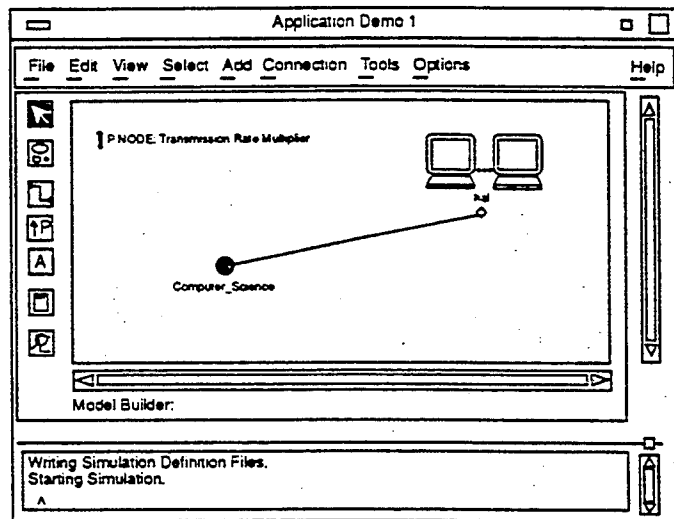 Application Demo 1
File Edit View Select Add Connection Tools Options Help
P NODE: Transmission Rate Multiplier
↑P
A
Computer_Science
Model Builder:
Writing Simulation Definition Files.
Starting Simulation.
^